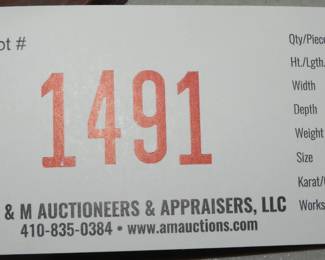 ot #
1491
& M AUCTIONEERS & APPRAISERS, LLC
410-835-0384 • www.amauctions.com
Qty/Piece
Ht./Lgth.
Width
Depth
Weight
Size
Karat/
Works